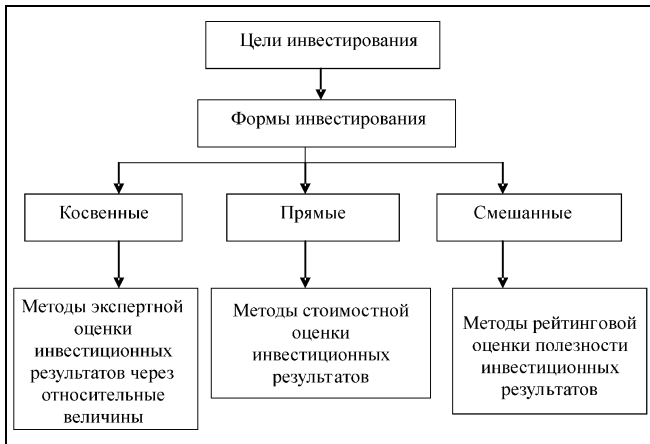 Цели инвестирования
Формы инвестирования
Косвенные
Прямые
Смешанные
Методы экспертной
оценки
инвестиционных
результатов через
относительные
величины
Методы стоимостной
оценки
инвестиционных
результатов
Методы рейтинговой
оценки полезности
инвестиционных
результатов